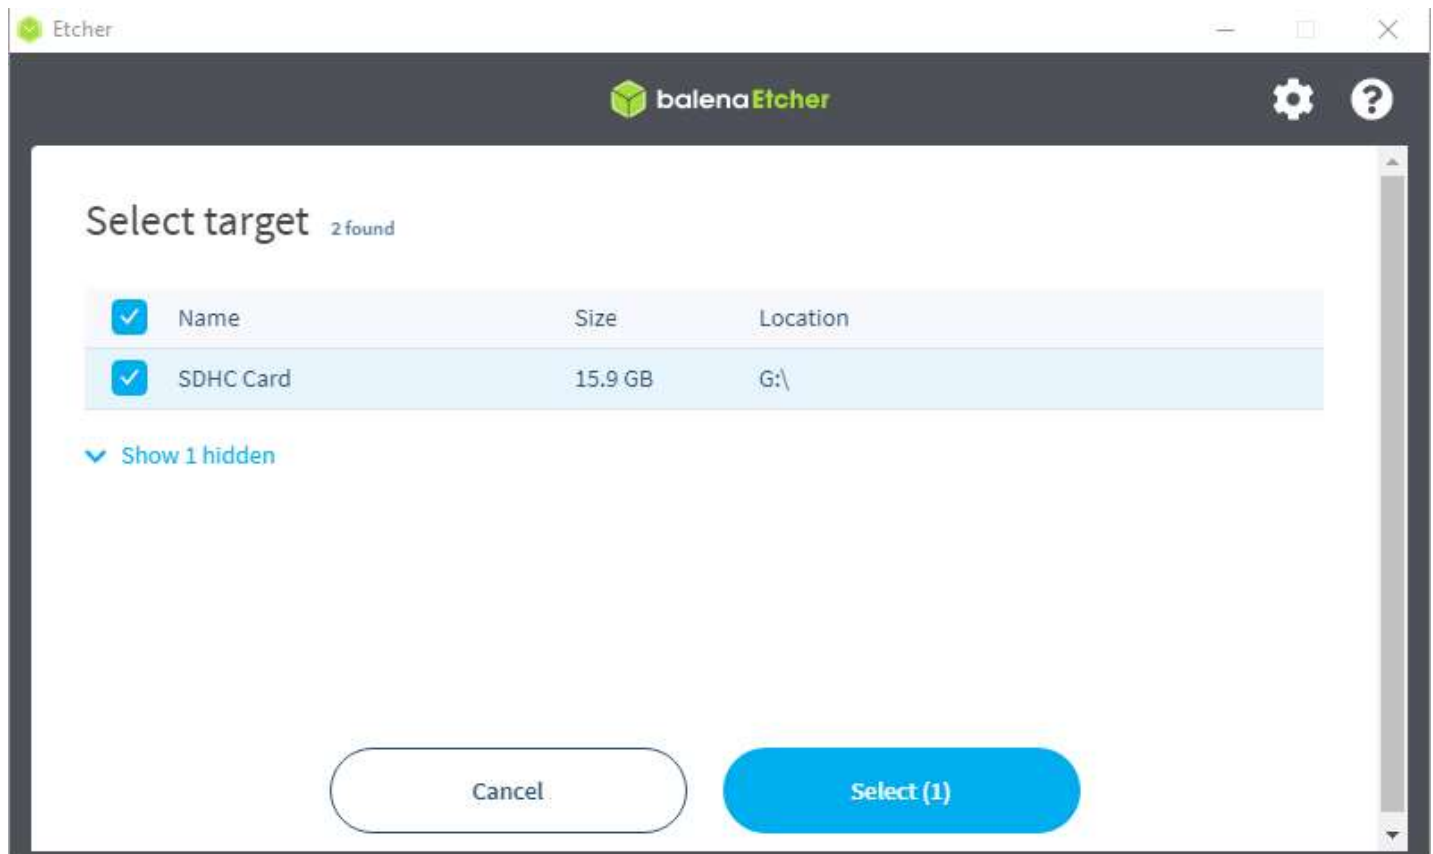 Etcher
balenaEtcher
Select target 2 found
Name Size Location
SDHC Card 15.9 GB G:\
Show 1 hidden
Cancel Select (1)